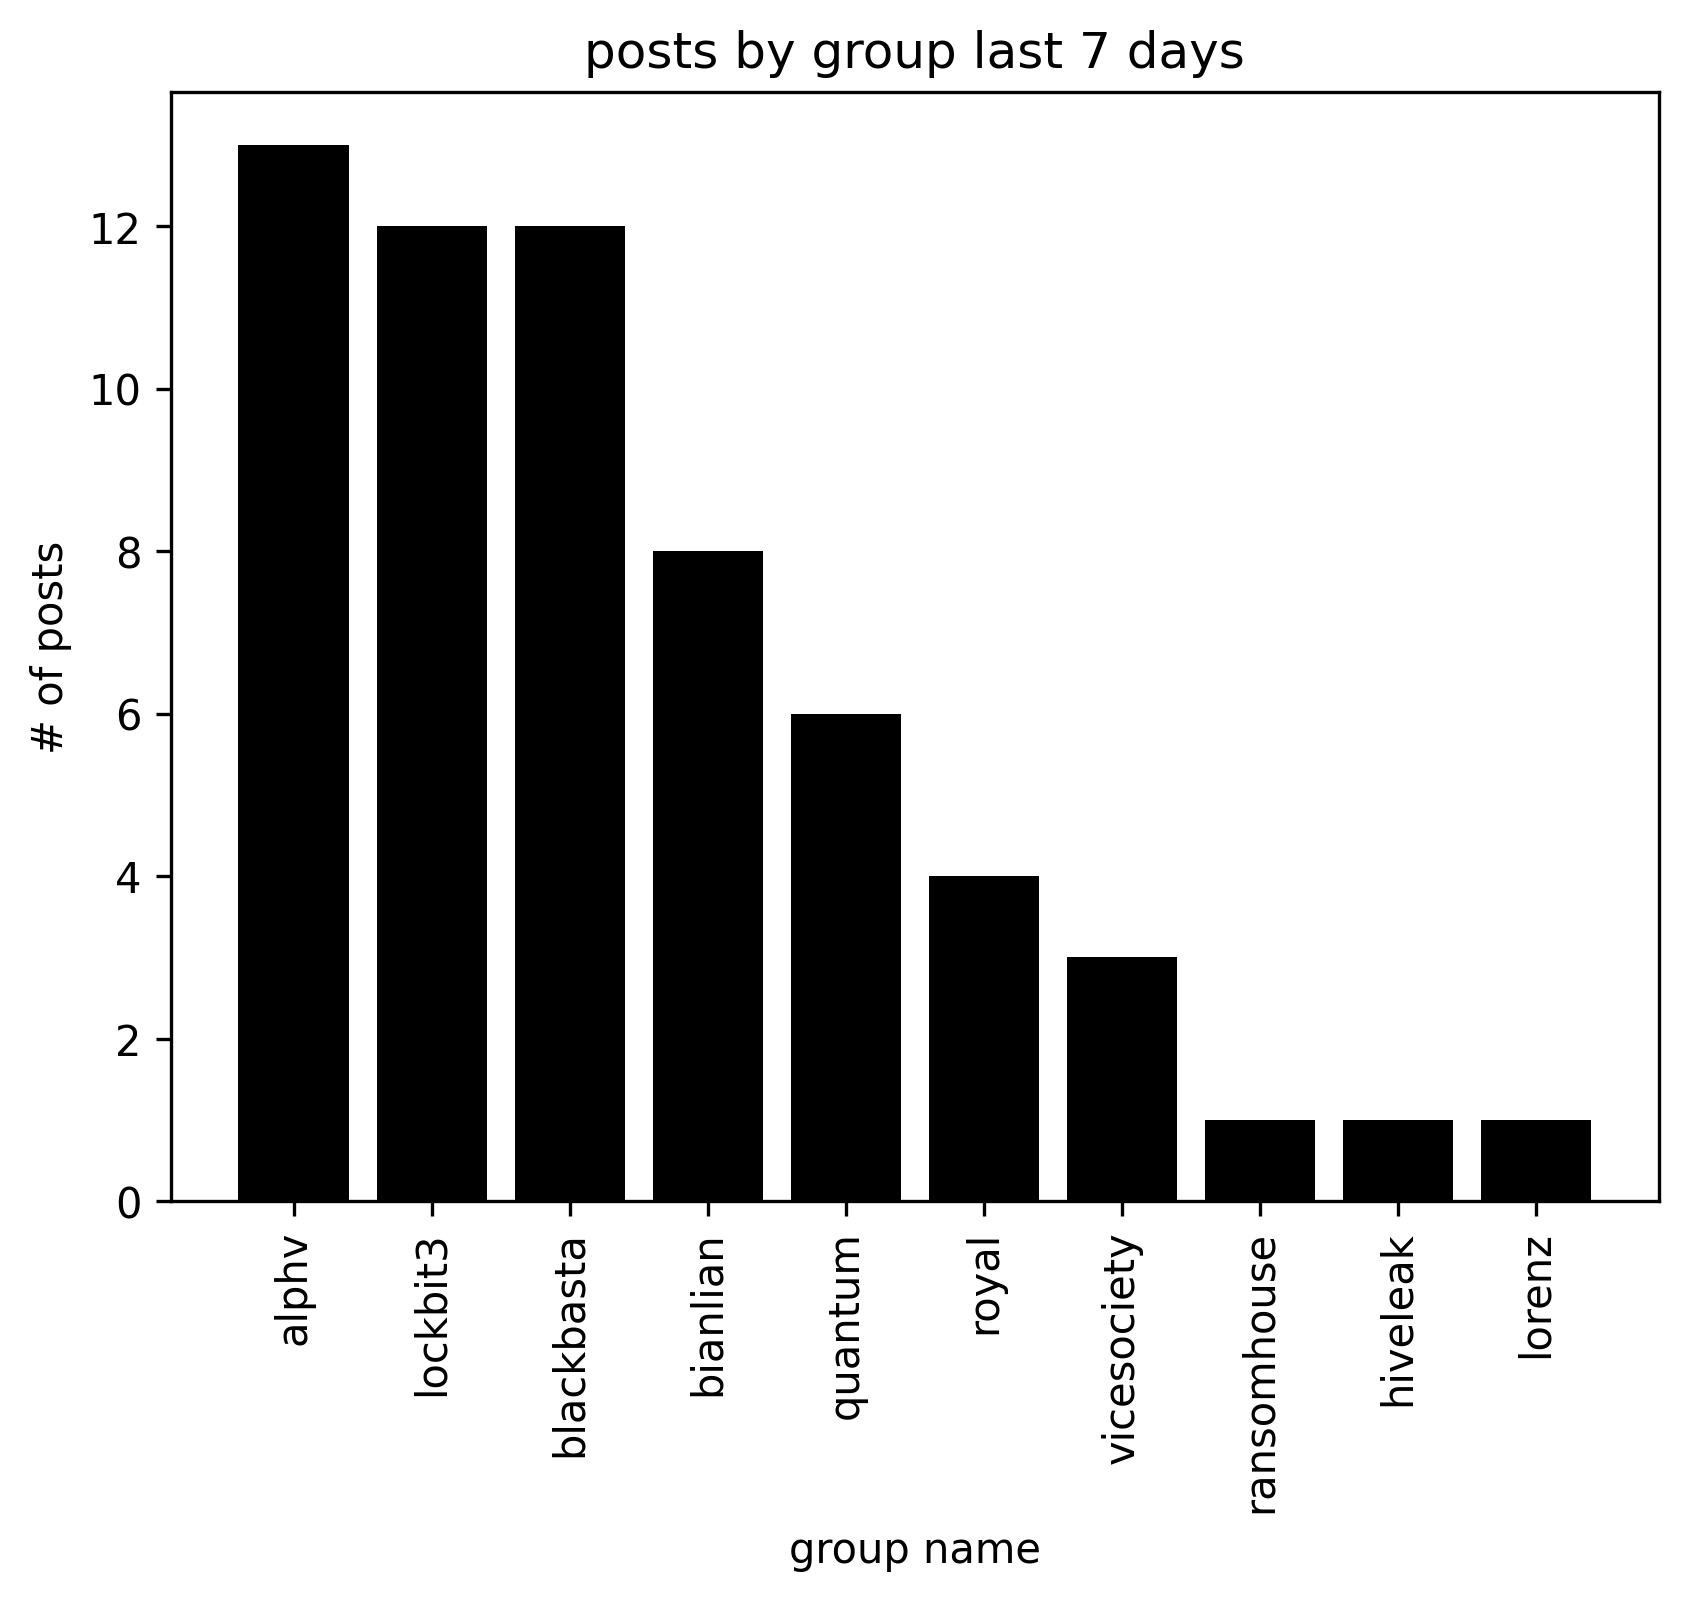 posts by group last 7 days
# of posts
12
10
8
6
4
2
0
alphv
lockbit3
blackbasta
bianlian
quantum
royal
vicesociety
ransomhouse
hiveleak
lorenz
group name